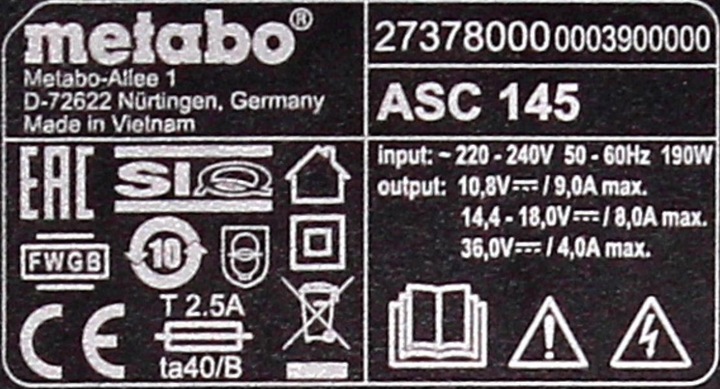 metabo®
Metabo-Allee 1
D-72622 Nürtingen, Germany
Made in Vietnam
273780000003900000
ASC 145
input: ~ 220 - 240V 50 - 60Hz 190W
output: 10,8V⎓ / 9,0A max.
14,4 - 18,0V⎓ / 8,0A max.
36,0V⎓ / 4,0A max.
EAC
SIQ
FWGB
10
T 2.5A
ta40/B
CE